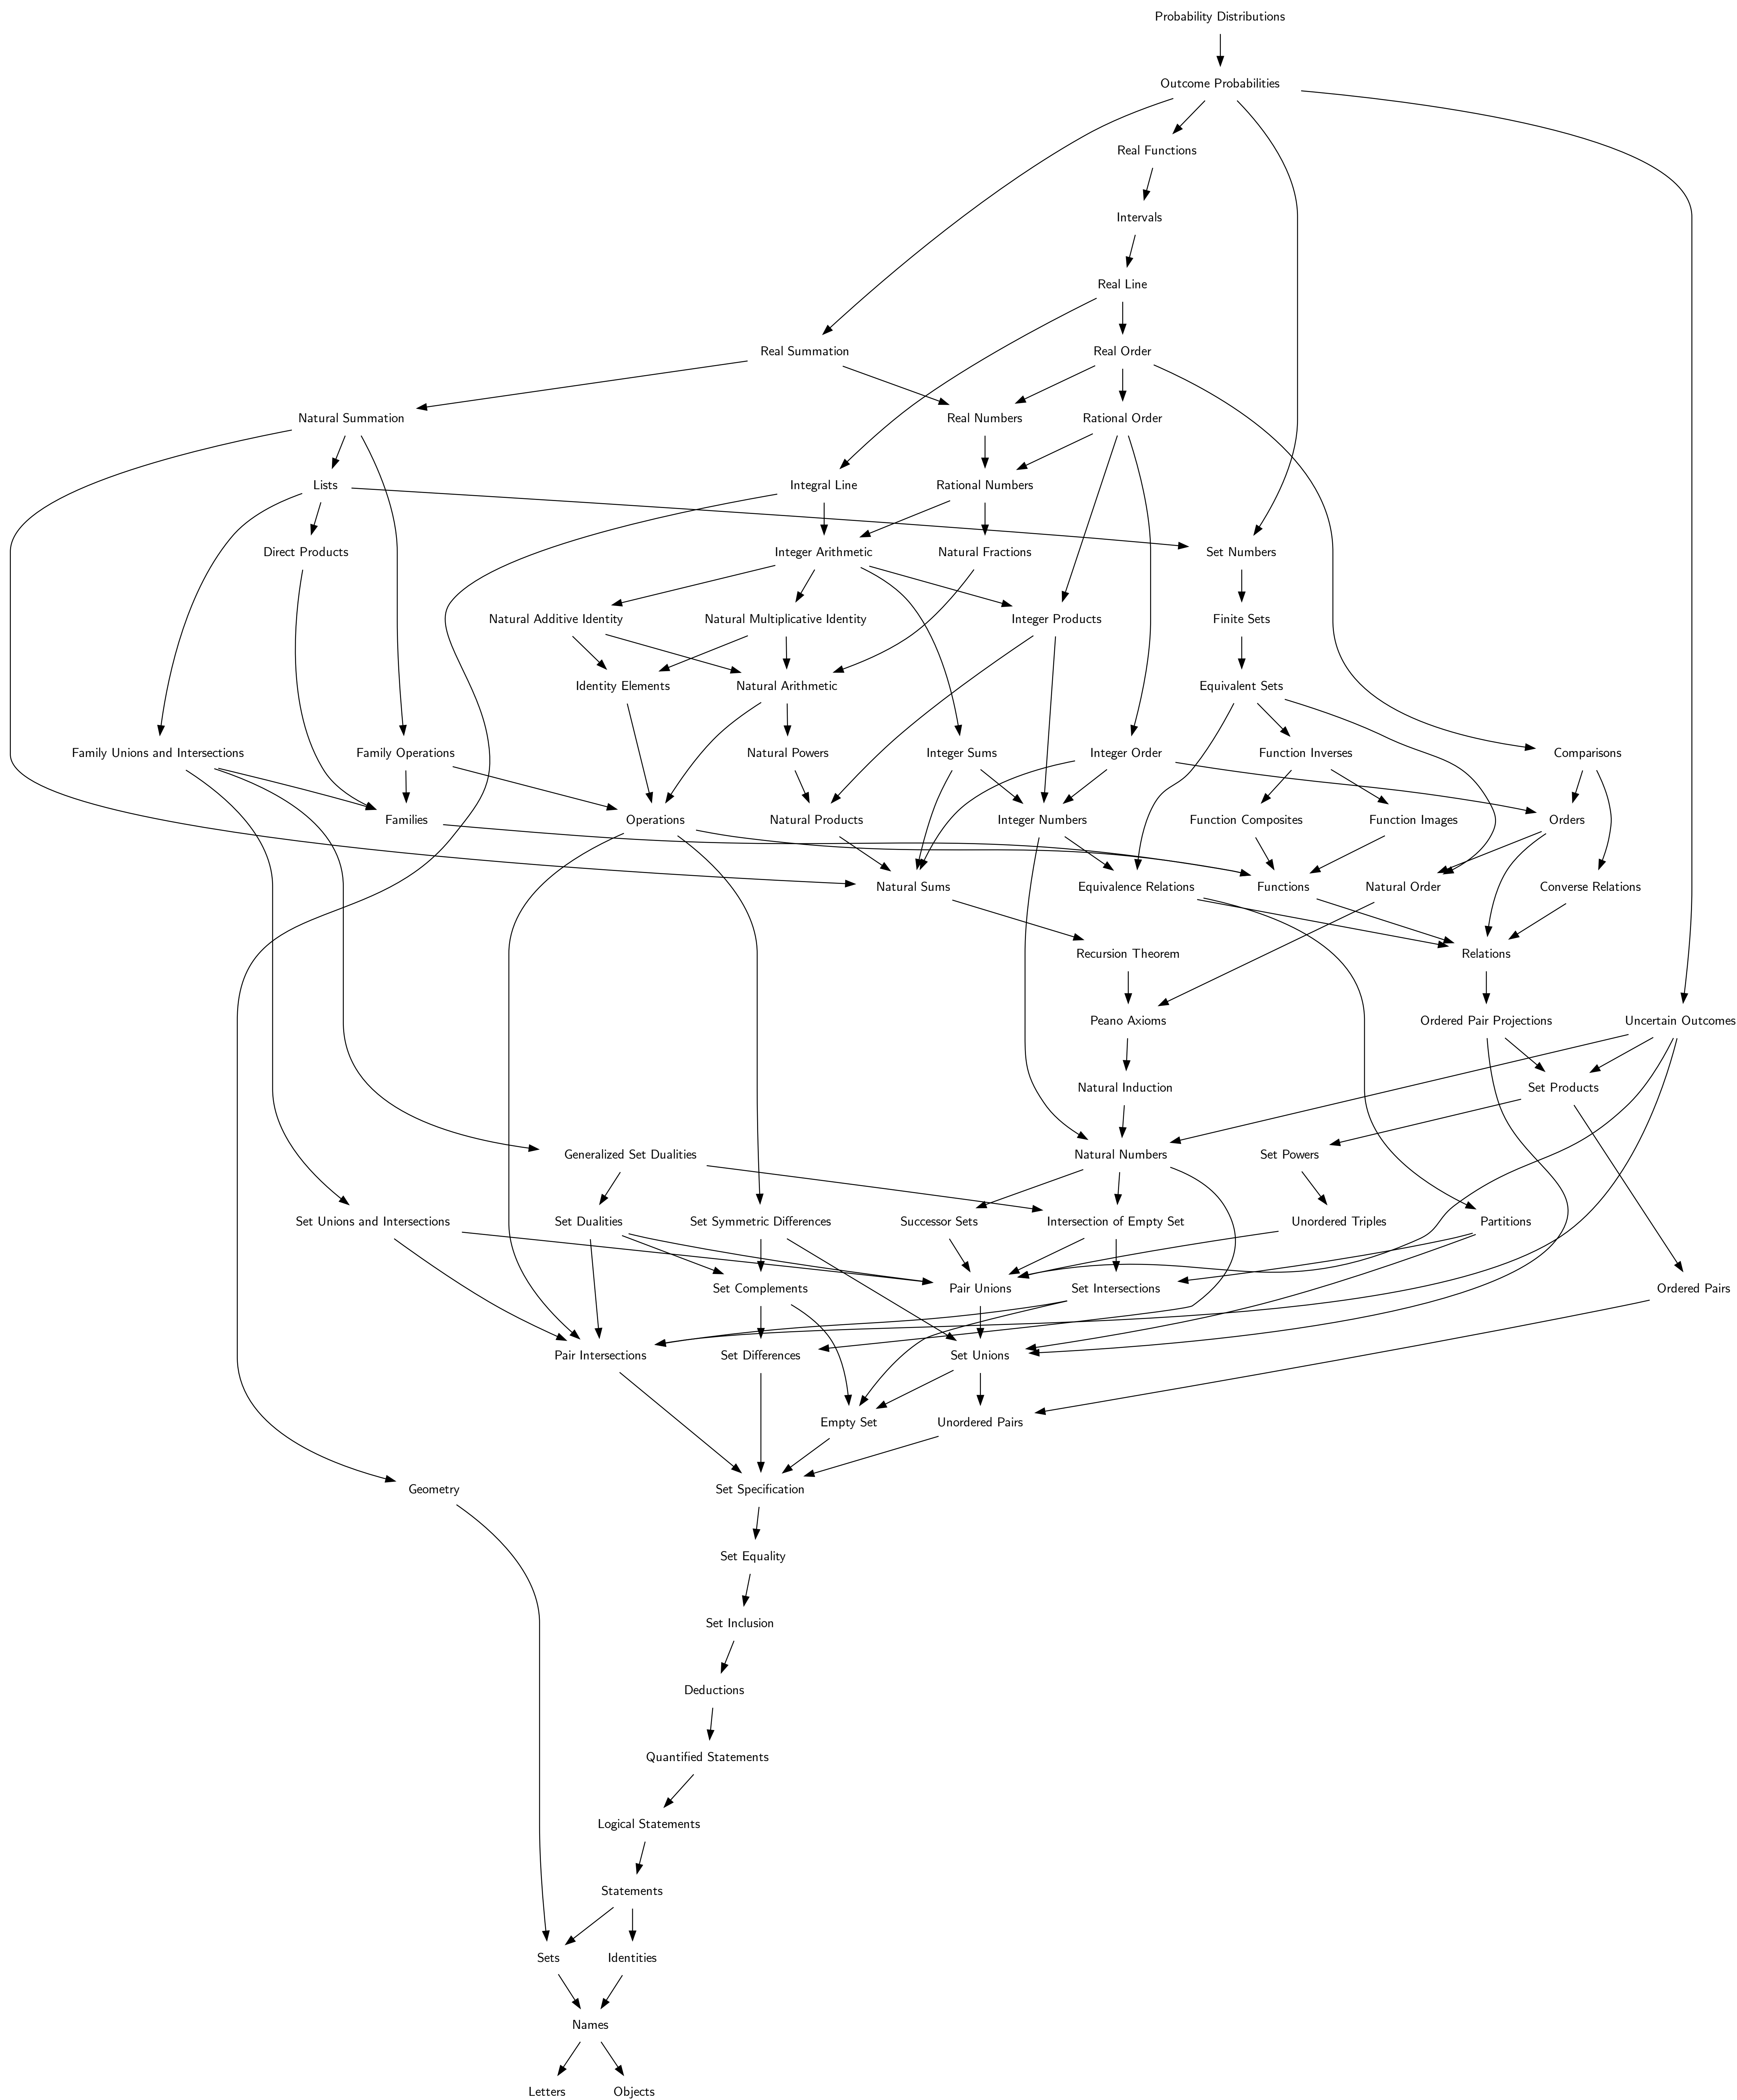 Probability Distributions
Outcome Probabilities
Real Functions
Intervals
Real Line
Real Summation
Real Order
Natural Summation
Real Numbers
Rational Order
Lists
Integral Line
Rational Numbers
Direct Products
Integer Arithmetic
Natural Fractions
Set Numbers
Natural Additive Identity
Natural Multiplicative Identity
Integer Products
Finite Sets
Identity Elements
Natural Arithmetic
Equivalent Sets
Family Unions and Intersections
Family Operations
Natural Powers
Integer Sums
Integer Order
Function Inverses
Comparisons
Families
Operations
Natural Products
Integer Numbers
Function Composites
Function Images
Orders
Natural Sums
Equivalence Relations
Functions
Natural Order
Converse Relations
Recursion Theorem
Relations
Peano Axioms
Ordered Pair Projections
Uncertain Outcomes
Natural Induction
Set Products
Generalized Set Dualities
Natural Numbers
Set Powers
Set Unions and Intersections
Set Dualities
Set Symmetric Differences
Successor Sets
Intersection of Empty Set
Unordered Triples
Partitions
Set Complements
Pair Unions
Set Intersections
Ordered Pairs
Pair Intersections
Set Differences
Set Unions
Empty Set
Unordered Pairs
Geometry
Set Specification
Set Equality
Set Inclusion
Deductions
Quantified Statements
Logical Statements
Statements
Sets
Identities
Names
Letters
Objects